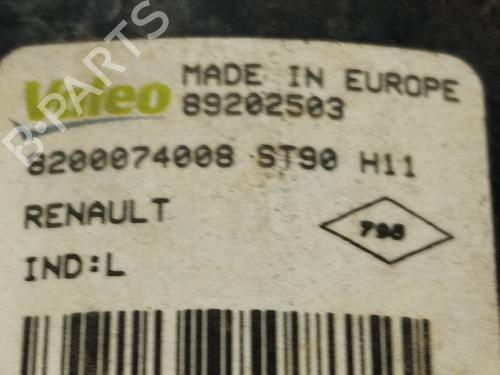 Valeo MADE IN EUROPE
89202503
8200074008 ST90 H11
RENAULT
798
IND:L
B-PARTS